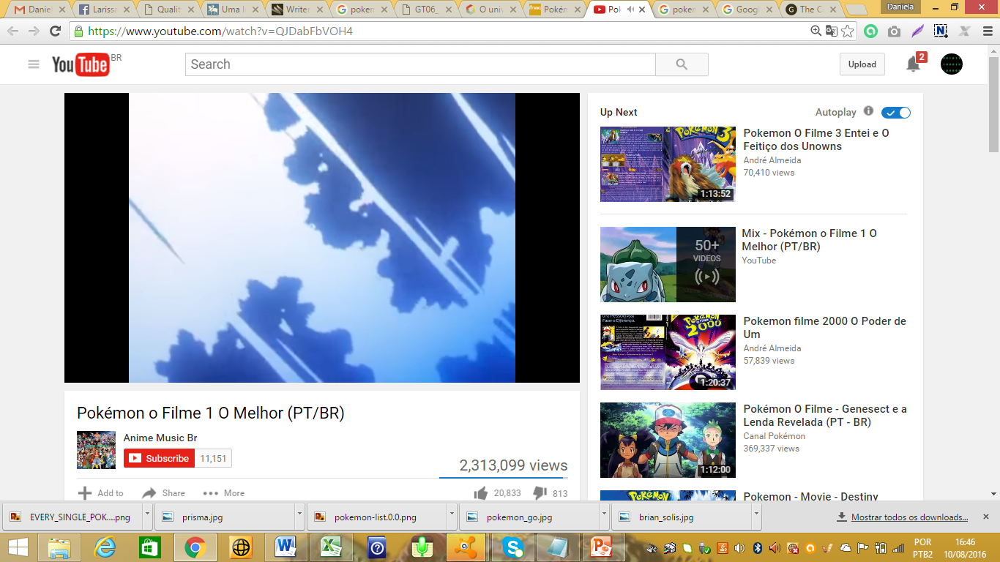 Daniel
Larissa
Qualit
Uma l
Writer
pokem
GT06_
O univ
Pokém
Pok
pokem
Googl
The C
Daniela
https://www.youtube.com/watch?v=QJDabFbVOH4
YouTube BR
Search
Upload
2
Up Next
Autoplay
Pokemon O Filme 3 Entei e O
Feitiço dos Unowns
André Almeida
70,410 views
1:13:52
50+
VIDEOS
Mix - Pokémon o Filme 1 O
Melhor (PT/BR)
YouTube
POKÉMON
O FILME
2000
1:20:37
Pokemon filme 2000 O Poder de
Um
André Almeida
57,839 views
1:12:00
Pokémon O Filme - Genesect e a
Lenda Revelada (PT - BR)
Canal Pokémon
369,337 views
Pokemon - Movie - Destiny
Pokémon o Filme 1 O Melhor (PT/BR)
Anime Music Br
Subscribe 11,151
2,313,099 views
Add to Share More 20,833 813
EVERY_SINGLE_POK....png
prisma.jpg
pokemon-list.0.0.png
pokemon_go.jpg
brian_solis.jpg
Mostrar todos os downloads...
POR
PTB2
16:46
10/08/2016